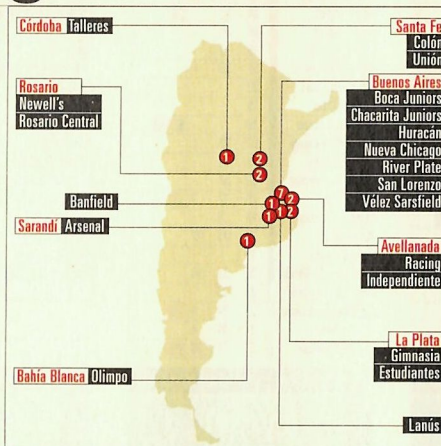 Córdoba Talleres
Rosario
Newell's
Rosario Central
Banfield
Sarandí Arsenal
Bahía Blanca Olimpo
Santa Fe
Colón
Unión
Buenos Aires
Boca Juniors
Chacarita Juniors
Huracán
Nueva Chicago
River Plate
San Lorenzo
Vélez Sarsfield
Avellanada
Racing
Independiente
La Plata
Gimnasia
Estudiantes
Lanús
1
2
2
7
1
2
1
1
2
1